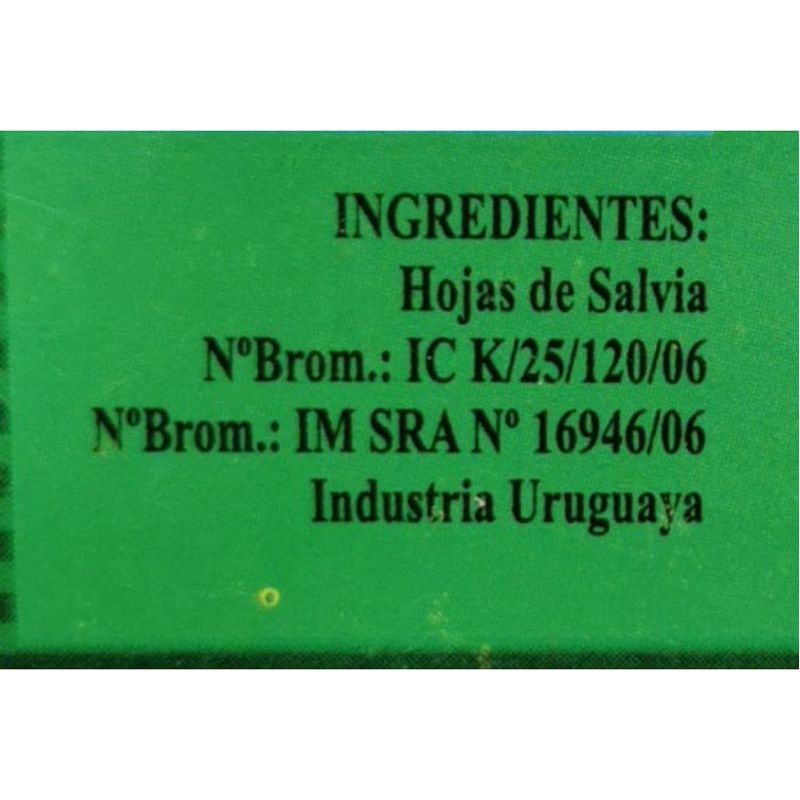 INGREDIENTES:
Hojas de Salvia
NºBrom.: IC K/25/120/06
NºBrom.: IM SRA Nº 16946/06
Industria Uruguaya